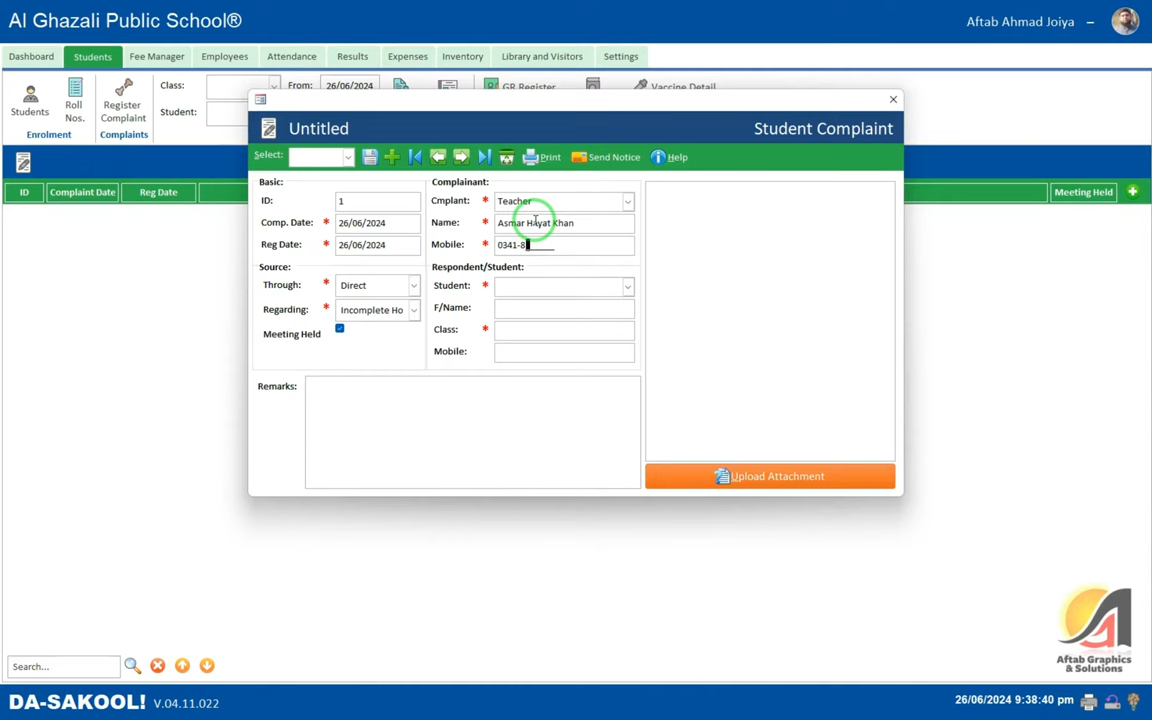 Al Ghazali Public School®
Aftab Ahmad Joiya
Dashboard Students Fee Manager Employees Attendance Results Expenses Inventory Library and Visitors Settings
Students
Roll Nos.
Register Complaint
Class:
From: 26/06/2024
GR Register
Vaccine Detail
Student:
Enrolment
Complaints
Untitled
Student Complaint
Select:
Print
Send Notice
Help
ID
Complaint Date
Reg Date
Meeting Held
Basic:
ID: 1
Comp. Date: * 26/06/2024
Reg Date: * 26/06/2024
Source:
Through: * Direct
Regarding: * Incomplete Ho
Meeting Held
Complainant:
Cmplant: * Teacher
Name: * Asmar Hayat Khan
Mobile: * 0341-8
Respondent/Student:
Student: *
F/Name:
Class: *
Mobile:
Remarks:
Upload Attachment
Aftab Graphics
& Solutions
Search...
DA-SAKOOL! V.04.11.022
26/06/2024 9:38:40 pm